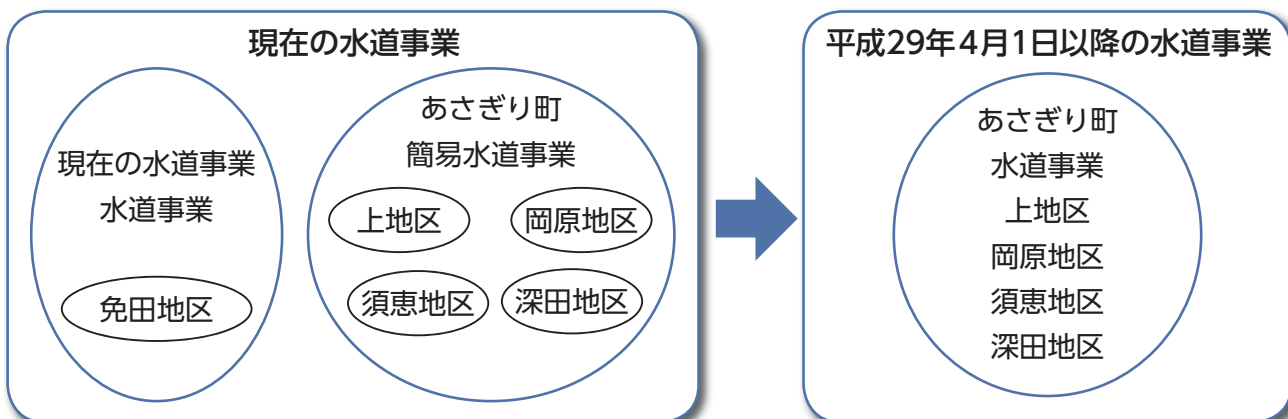 現在の水道事業
現在の水道事業
水道事業
免田地区
あさぎり町
簡易水道事業
上地区
岡原地区
須恵地区
深田地区
平成29年4月1日以降の水道事業
あさぎり町
水道事業
上地区
岡原地区
須恵地区
深田地区